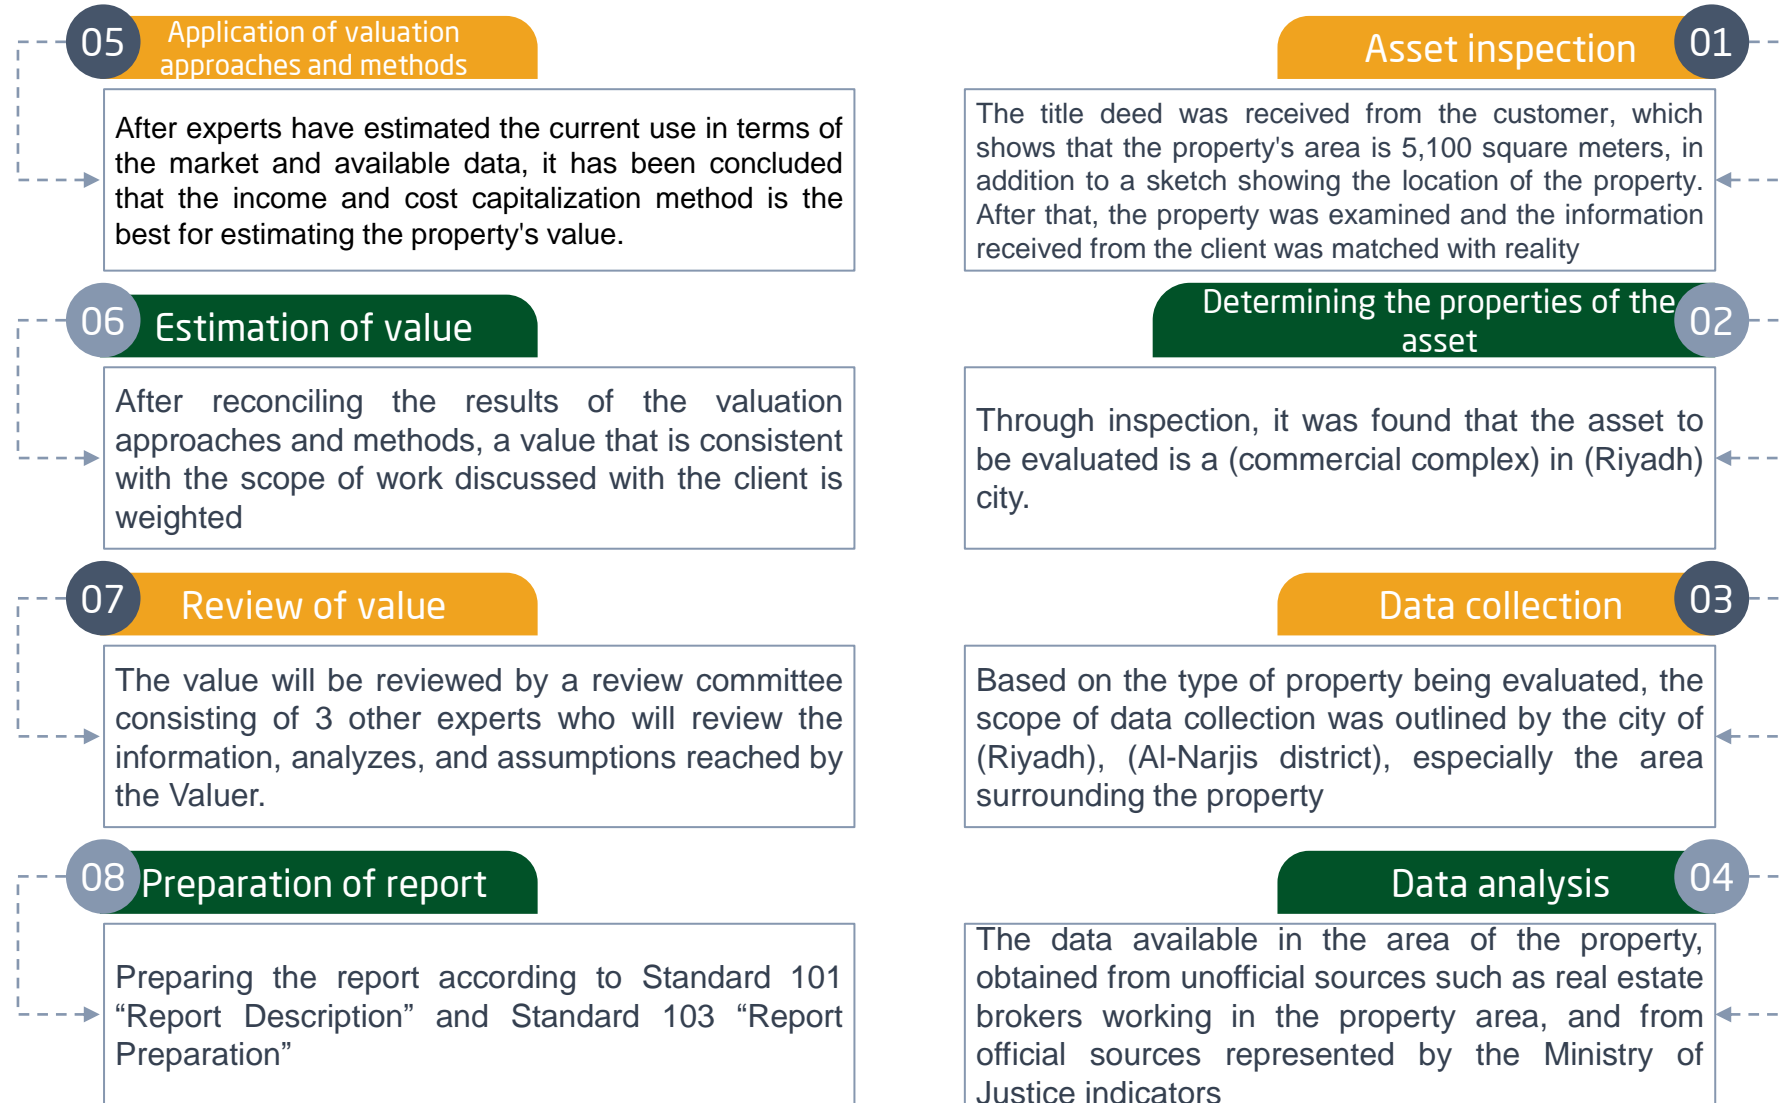 01
Asset inspection
The title deed was received from the customer, which
shows that the property's area is 5,100 square meters, in
addition to a sketch showing the location of the property.
After that, the property was examined and the information
received from the client was matched with reality
02
Determining the properties of the
asset
Through inspection, it was found that the asset to
be evaluated is a (commercial complex) in (Riyadh)
city.
03
Data collection
Based on the type of property being evaluated, the
scope of data collection was outlined by the city of
(Riyadh), (Al-Narjis district), especially the area
surrounding the property
04
Data analysis
The data available in the area of the property,
obtained from unofficial sources such as real estate
brokers working in the property area, and from
official sources represented by the Ministry of
Justice indicators
05
Application of valuation
approaches and methods
After experts have estimated the current use in terms of
the market and available data, it has been concluded
that the income and cost capitalization method is the
best for estimating the property's value.
06
Estimation of value
After reconciling the results of the valuation
approaches and methods, a value that is consistent
with the scope of work discussed with the client is
weighted
07
Review of value
The value will be reviewed by a review committee
consisting of 3 other experts who will review the
information, analyzes, and assumptions reached by
the Valuer.
08
Preparation of report
Preparing the report according to Standard 101
“Report Description” and Standard 103 “Report
Preparation”